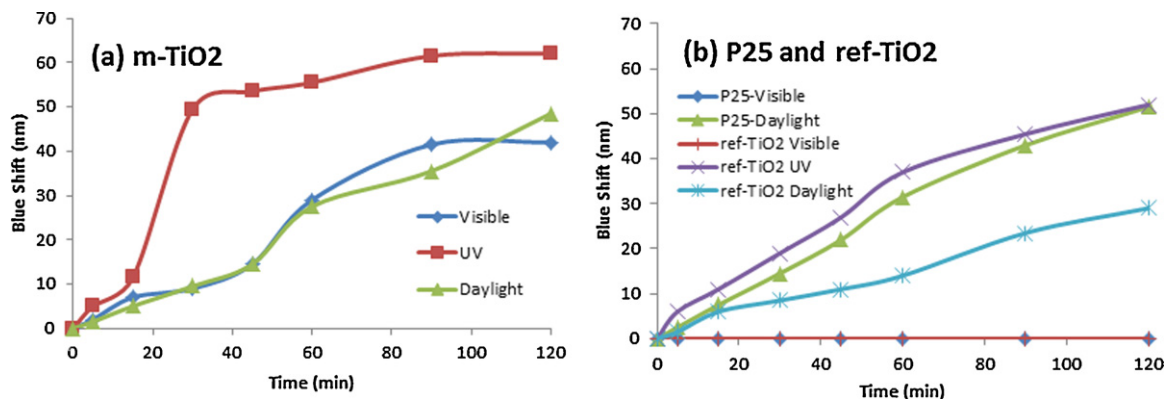 (a) m-TiO2
Blue Shift (nm)
70
60
50
40
30
20
10
0
Visible
UV
Daylight
0 20 40 60 80 100 120
Time (min)
(b) P25 and ref-TiO2
Blue Shift (nm)
70
60
50
40
30
20
10
0
P25-Visible
P25-Daylight
ref-TiO2 Visible
ref-TiO2 UV
ref-TiO2 Daylight
0 20 40 60 80 100 120
Time (min)